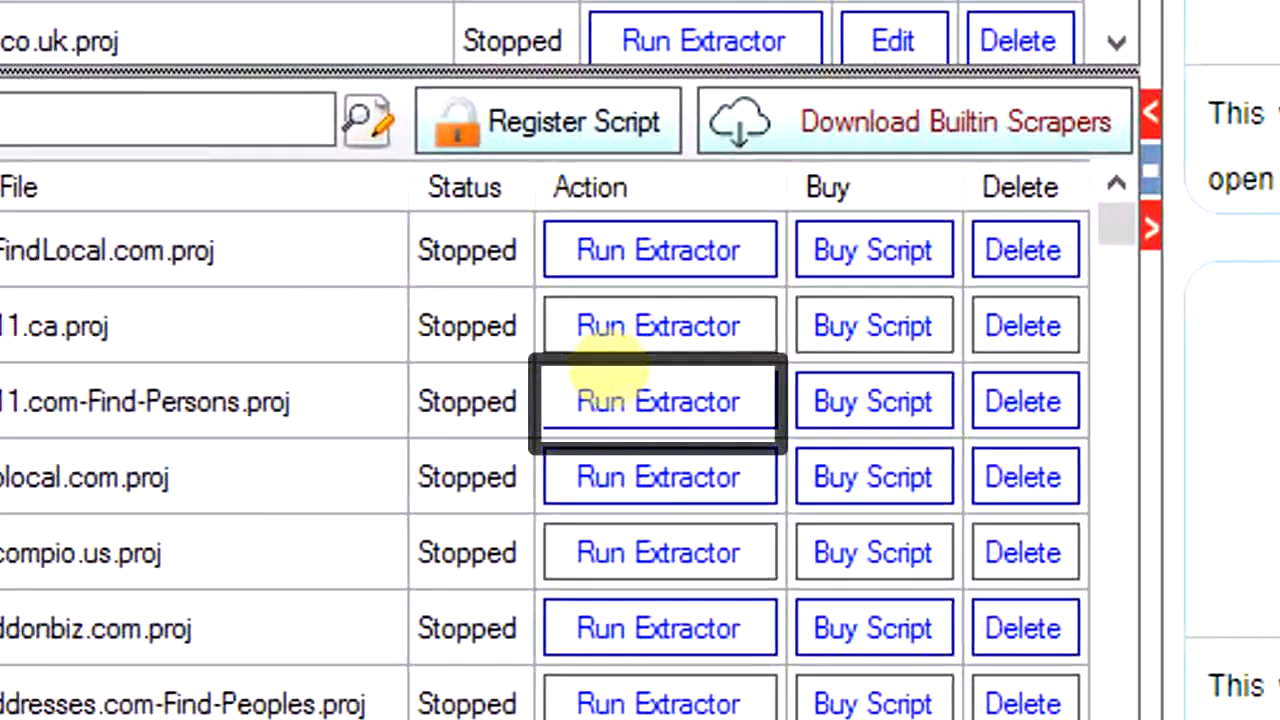 co.uk.proj Stopped Run Extractor Edit Delete
Register Script Download Builtin Scrapers
File Status Action Buy Delete
FindLocal.com.proj Stopped Run Extractor Buy Script Delete
11.ca.proj Stopped Run Extractor Buy Script Delete
11.com-Find-Persons.proj Stopped Run Extractor Buy Script Delete
olocal.com.proj Stopped Run Extractor Buy Script Delete
compio.us.proj Stopped Run Extractor Buy Script Delete
ddonbiz.com.proj Stopped Run Extractor Buy Script Delete
ddresses.com-Find-Peoples.proj Stopped Run Extractor Buy Script Delete
This
open
This